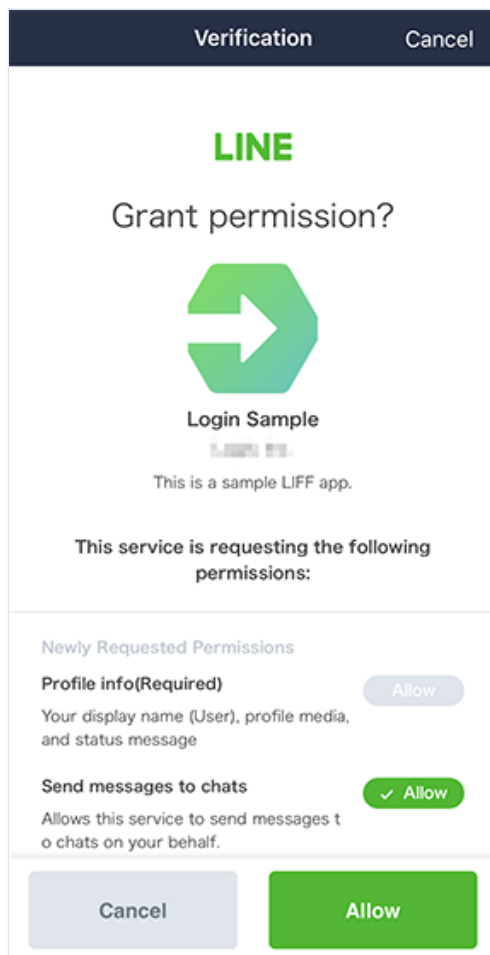 Verification
Cancel
LINE
Grant permission?
Login Sample
This is a sample LIFF app.
This service is requesting the following
permissions:
Newly Requested Permissions
Profile info(Required)
Allow
Your display name (User), profile media,
and status message
Send messages to chats
✓ Allow
Allows this service to send messages t
o chats on your behalf.
Cancel
Allow